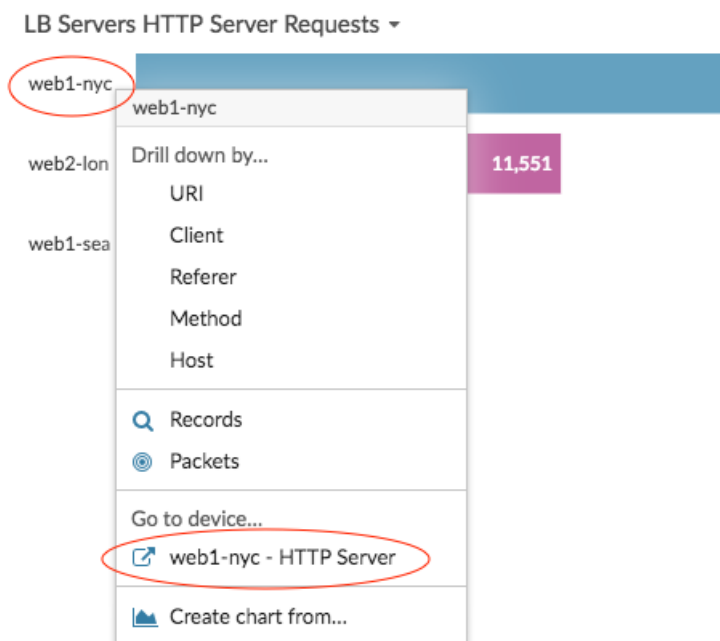 LB Servers HTTP Server Requests
web1-nyc
web1-nyc
Drill down by...
web2-lon
11,551
URI
Client
web1-sea
Referer
Method
Host
Records
Packets
Go to device...
web1-nyc - HTTP Server
Create chart from...